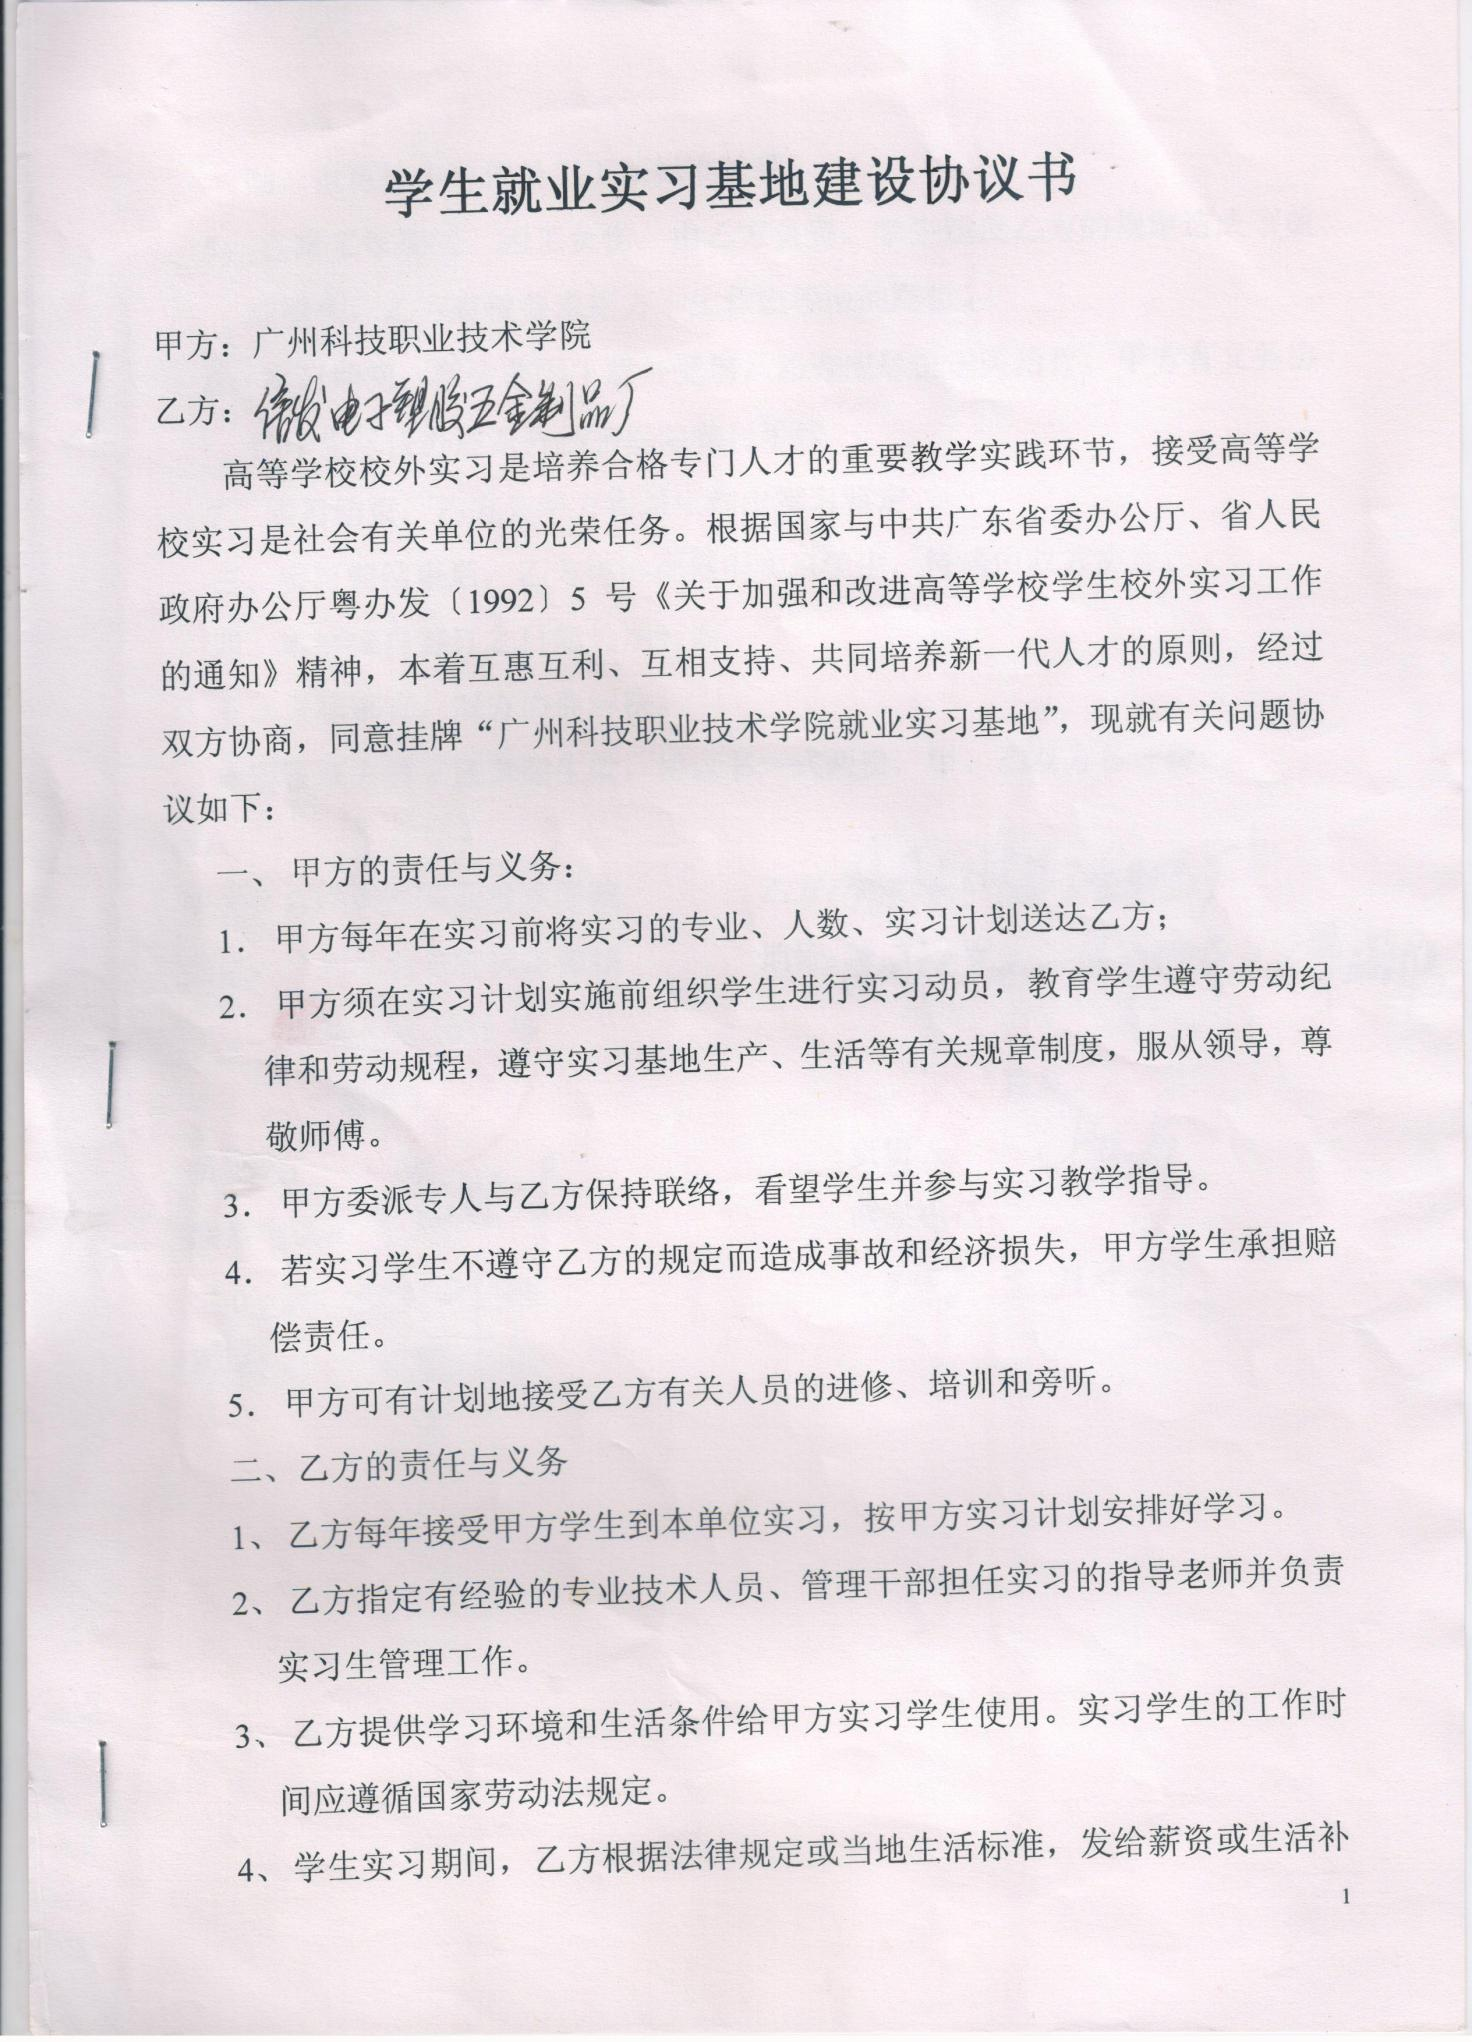 学生就业实习基地建设协议书
甲方：广州科技职业技术学院
乙方：信发电子塑胶五金制品厂
高等学校校外实习是培养合格专门人才的重要教学实践环节，接受高等学
校实习是社会有关单位的光荣任务。根据国家与中共广东省委办公厅、省人民
政府办公厅粤办发〔1992〕5 号《关于加强和改进高等学校学生校外实习工作
的通知》精神，本着互惠互利、互相支持、共同培养新一代人才的原则，经过
双方协商，同意挂牌“广州科技职业技术学院就业实习基地”，现就有关问题协
议如下：
一、 甲方的责任与义务：
1． 甲方每年在实习前将实习的专业、人数、实习计划送达乙方；
2． 甲方须在实习计划实施前组织学生进行实习动员，教育学生遵守劳动纪
律和劳动规程，遵守实习基地生产、生活等有关规章制度，服从领导，尊
敬师傅。
3． 甲方委派专人与乙方保持联络，看望学生并参与实习教学指导。
4． 若实习学生不遵守乙方的规定而造成事故和经济损失，甲方学生承担赔
偿责任。
5． 甲方可有计划地接受乙方有关人员的进修、培训和旁听。
二、乙方的责任与义务
1、 乙方每年接受甲方学生到本单位实习，按甲方实习计划安排好学习。
2、 乙方指定有经验的专业技术人员、管理干部担任实习的指导老师并负责
实习生管理工作。
3、 乙方提供学习环境和生活条件给甲方实习学生使用。实习学生的工作时
间应遵循国家劳动法规定。
4、 学生实习期间，乙方根据法律规定或当地生活标准，发给薪资或生活补
1